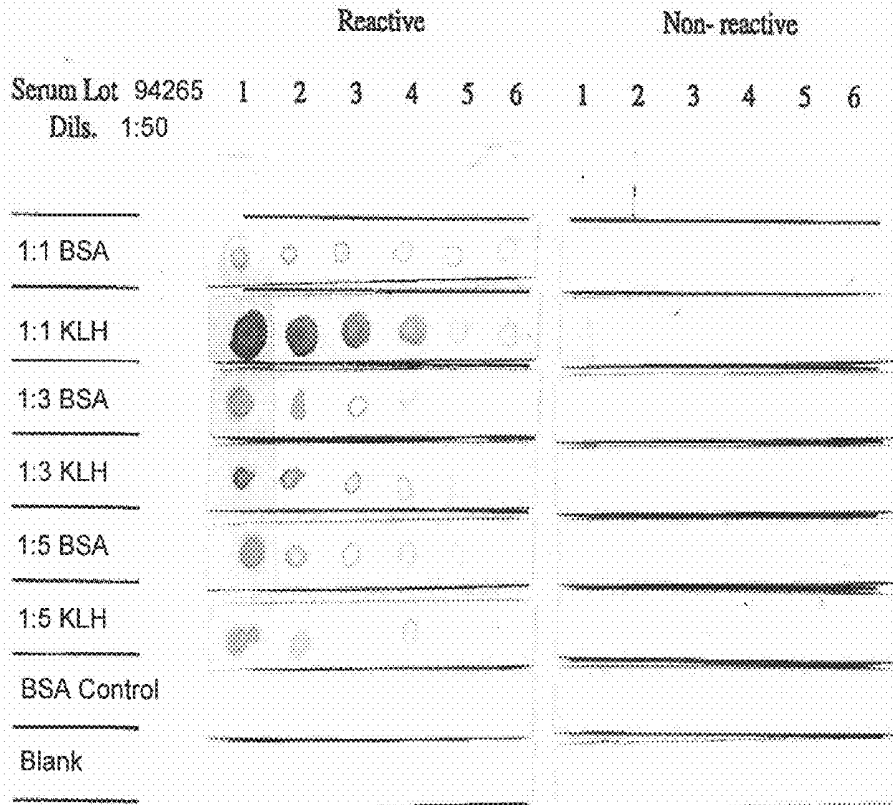 Reactive Non-reactive
Serum Lot 94265 1 2 3 4 5 6 1 2 3 4 5 6
Dils. 1:50
1:1 BSA
1:1 KLH
1:3 BSA
1:3 KLH
1:5 BSA
1:5 KLH
BSA Control
Blank